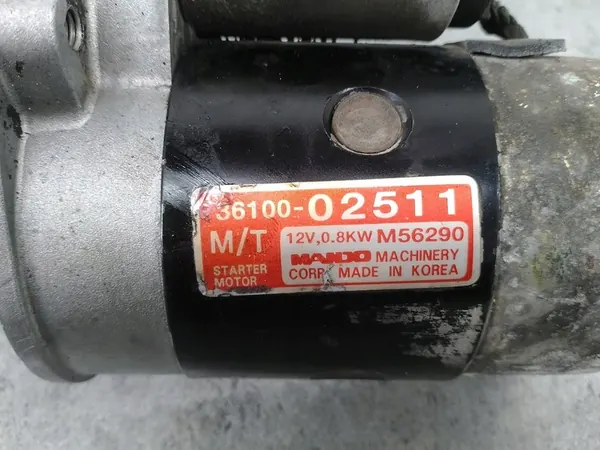 36100-02511
M/T 12V,0.8KW M56290
MANDO MACHINERY
STARTER CORP. MADE IN KOREA
MOTOR